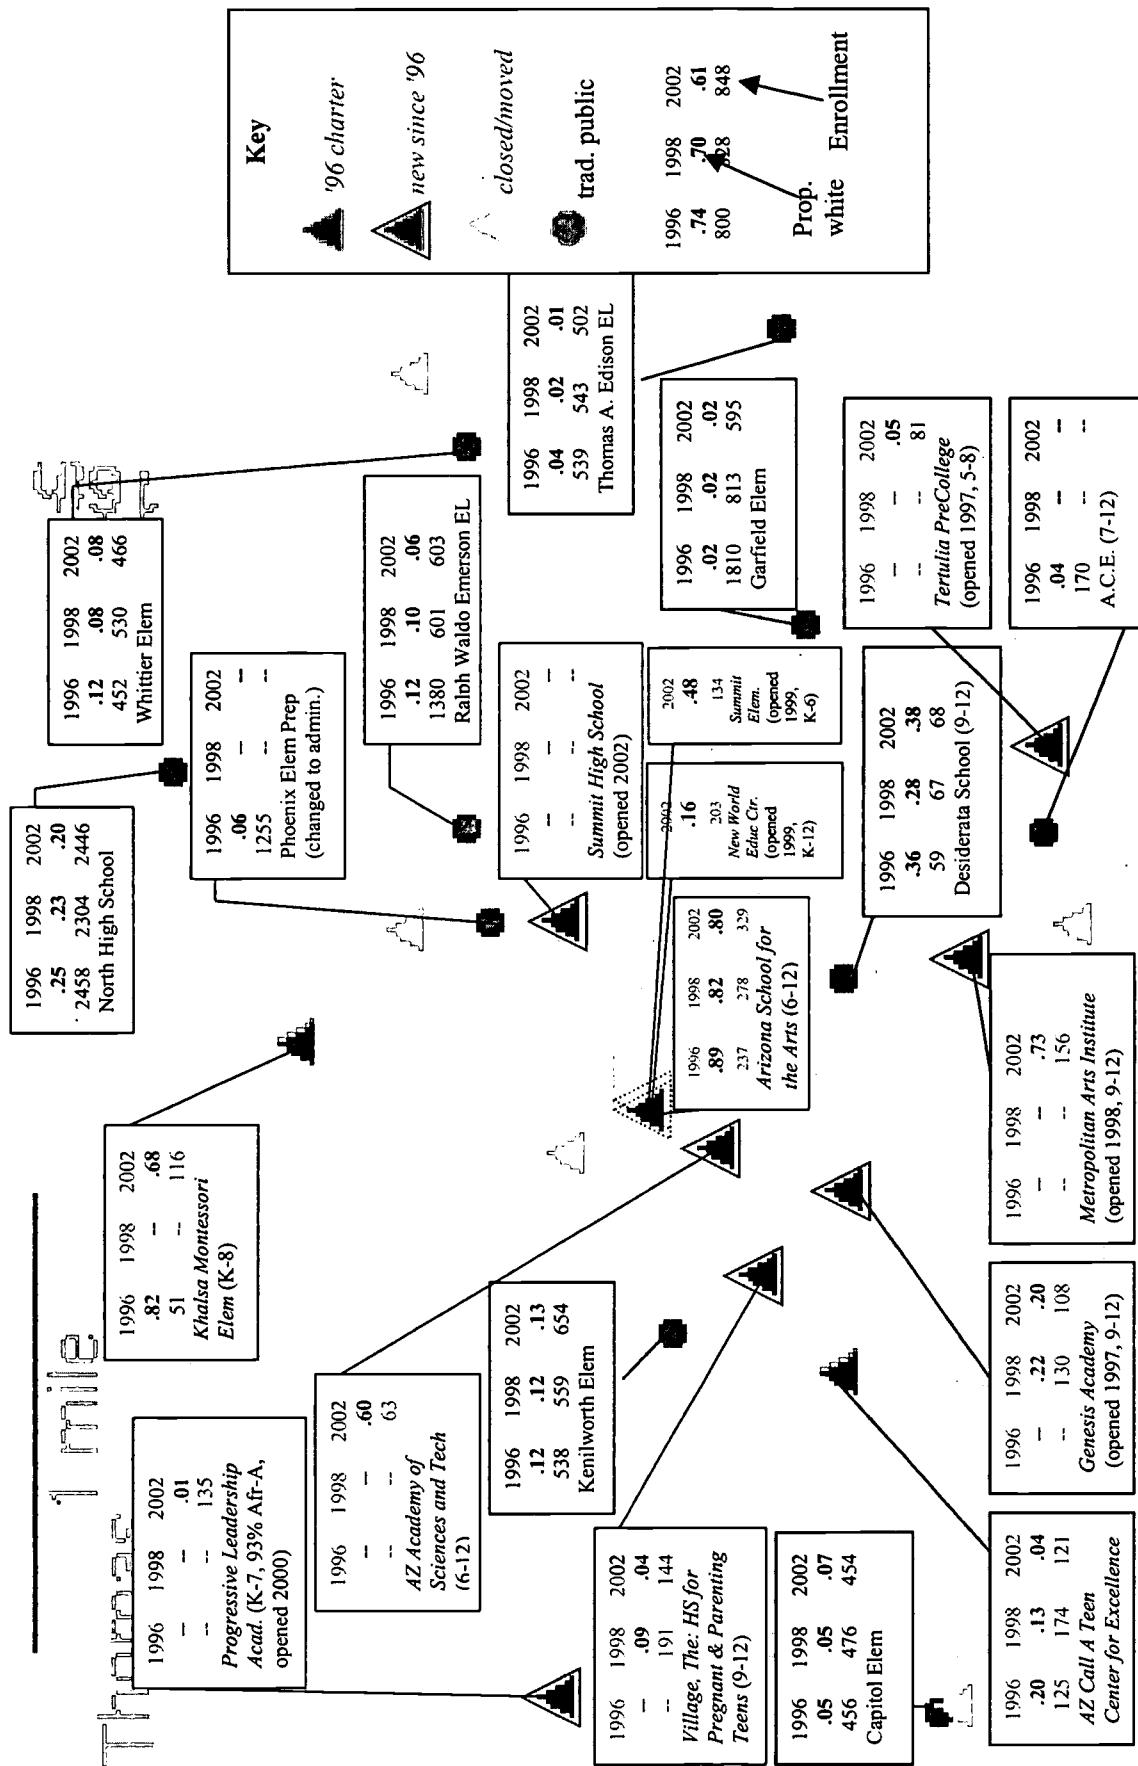 Thomas
1 mile
1996 1998 2002
-- -- .01
-- -- 135
Progressive Leadership
Acad. (K-7, 93% Afr-A,
opened 2000)
1996 1998 2002
.82 -- .68
51 -- 116
Khalsa Montessori
Elem (K-8)
1996 1998 2002
.25 .23 .20
2458 2304 2446
North High School
1996 1998 2002
.12 .08 .08
452 530 466
Whittier Elem
1996 1998 2002
.06 -- --
1255 -- --
Phoenix Elem Prep
(changed to admin.)
1996 1998 2002
-- -- .60
-- -- 63
AZ Academy of
Sciences and Tech
(6-12)
1996 1998 2002
.12 .10 .06
1380 601 603
Ralph Waldo Emerson EL
1996 1998 2002
.12 .12 .13
538 559 654
Kenilworth Elem
1996 1998 2002
-- -- --
-- -- --
Summit High School
(opened 2002)
1996 1998 2002
.04 .02 .01
539 543 502
Thomas A. Edison EL
1996 1998 2002
-- .09 .04
-- 191 144
Village, The: HS for
Pregnant & Parenting
Teens (9-12)
1996 1998 2002
.89 .82 .80
237 278 329
Arizona School for
the Arts (6-12)
2002
.16
203
New World
Educ Ctr.
(opened
1999,
K-12)
2002
.48
134
Summit
Elem.
(opened
1999,
K-6)
1996 1998 2002
.02 .02 .02
1810 813 595
Garfield Elem
1996 1998 2002
.05 .05 .07
456 476 454
Capitol Elem
1996 1998 2002
.36 .28 .38
59 67 68
Desiderata School (9-12)
1996 1998 2002
-- -- .05
-- -- 81
Tertulia PreCollege
(opened 1997, 5-8)
1996 1998 2002
.20 .13 .04
125 174 121
AZ Call A Teen
Center for Excellence
1996 1998 2002
-- .22 .20
-- 130 108
Genesis Academy
(opened 1997, 9-12)
1996 1998 2002
-- -- .73
-- -- 156
Metropolitan Arts Institute
(opened 1998, 9-12)
1996 1998 2002
.04 -- --
170 -- --
A.C.E. (7-12)
Key
'96 charter
new since '96
closed/moved
trad. public
1996 1998 2002
.74 .70 .61
800 828 848
Prop.
white
Enrollment